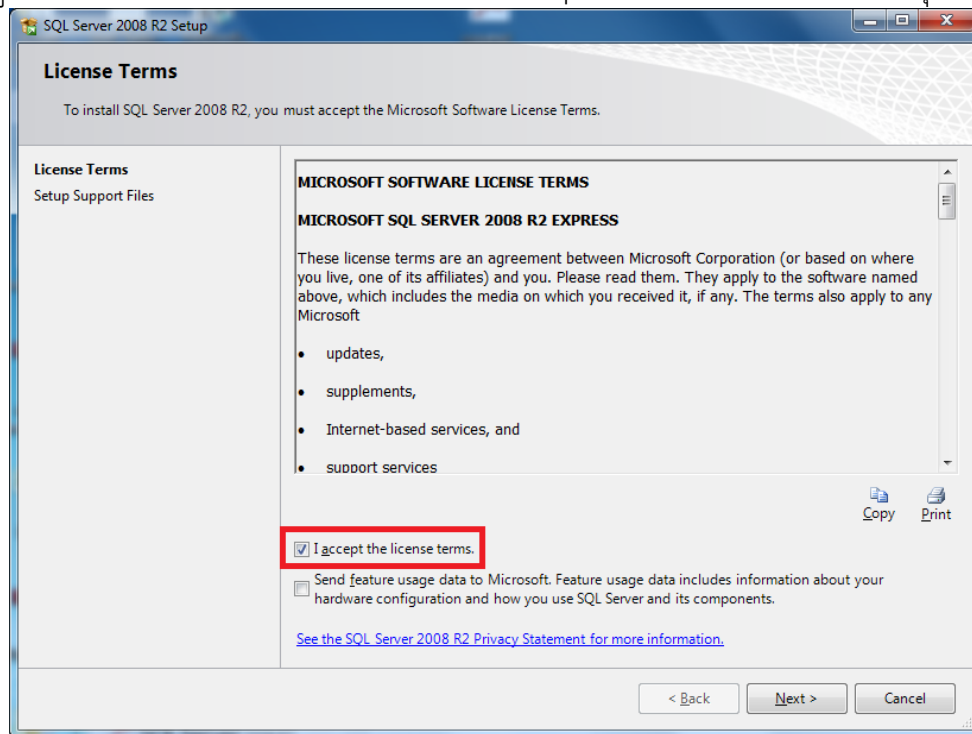 SQL Server 2008 R2 Setup
License Terms
To install SQL Server 2008 R2, you must accept the Microsoft Software License Terms.
License Terms
Setup Support Files
MICROSOFT SOFTWARE LICENSE TERMS
MICROSOFT SQL SERVER 2008 R2 EXPRESS
These license terms are an agreement between Microsoft Corporation (or based on where
you live, one of its affiliates) and you. Please read them. They apply to the software named
above, which includes the media on which you received it, if any. The terms also apply to any
Microsoft
• updates,
• supplements,
• Internet-based services, and
• support services
Copy Print
I accept the license terms.
Send feature usage data to Microsoft. Feature usage data includes information about your
hardware configuration and how you use SQL Server and its components.
See the SQL Server 2008 R2 Privacy Statement for more information.
< Back Next > Cancel